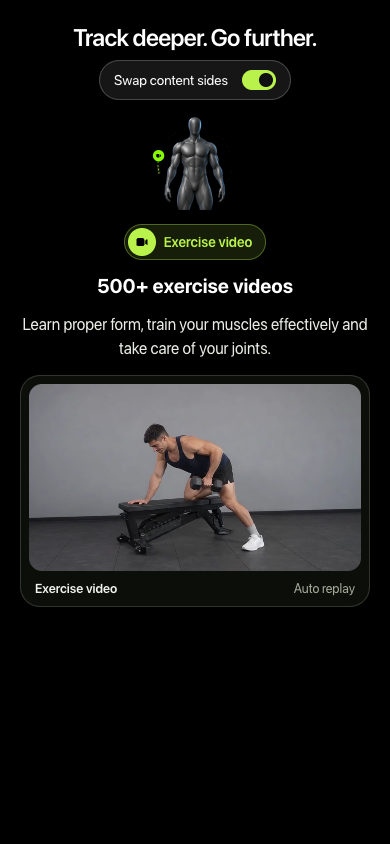 Track deeper. Go further.
Swap content sides
Exercise video
500+ exercise videos
Learn proper form, train your muscles effectively and
take care of your joints.
Exercise video
Auto replay